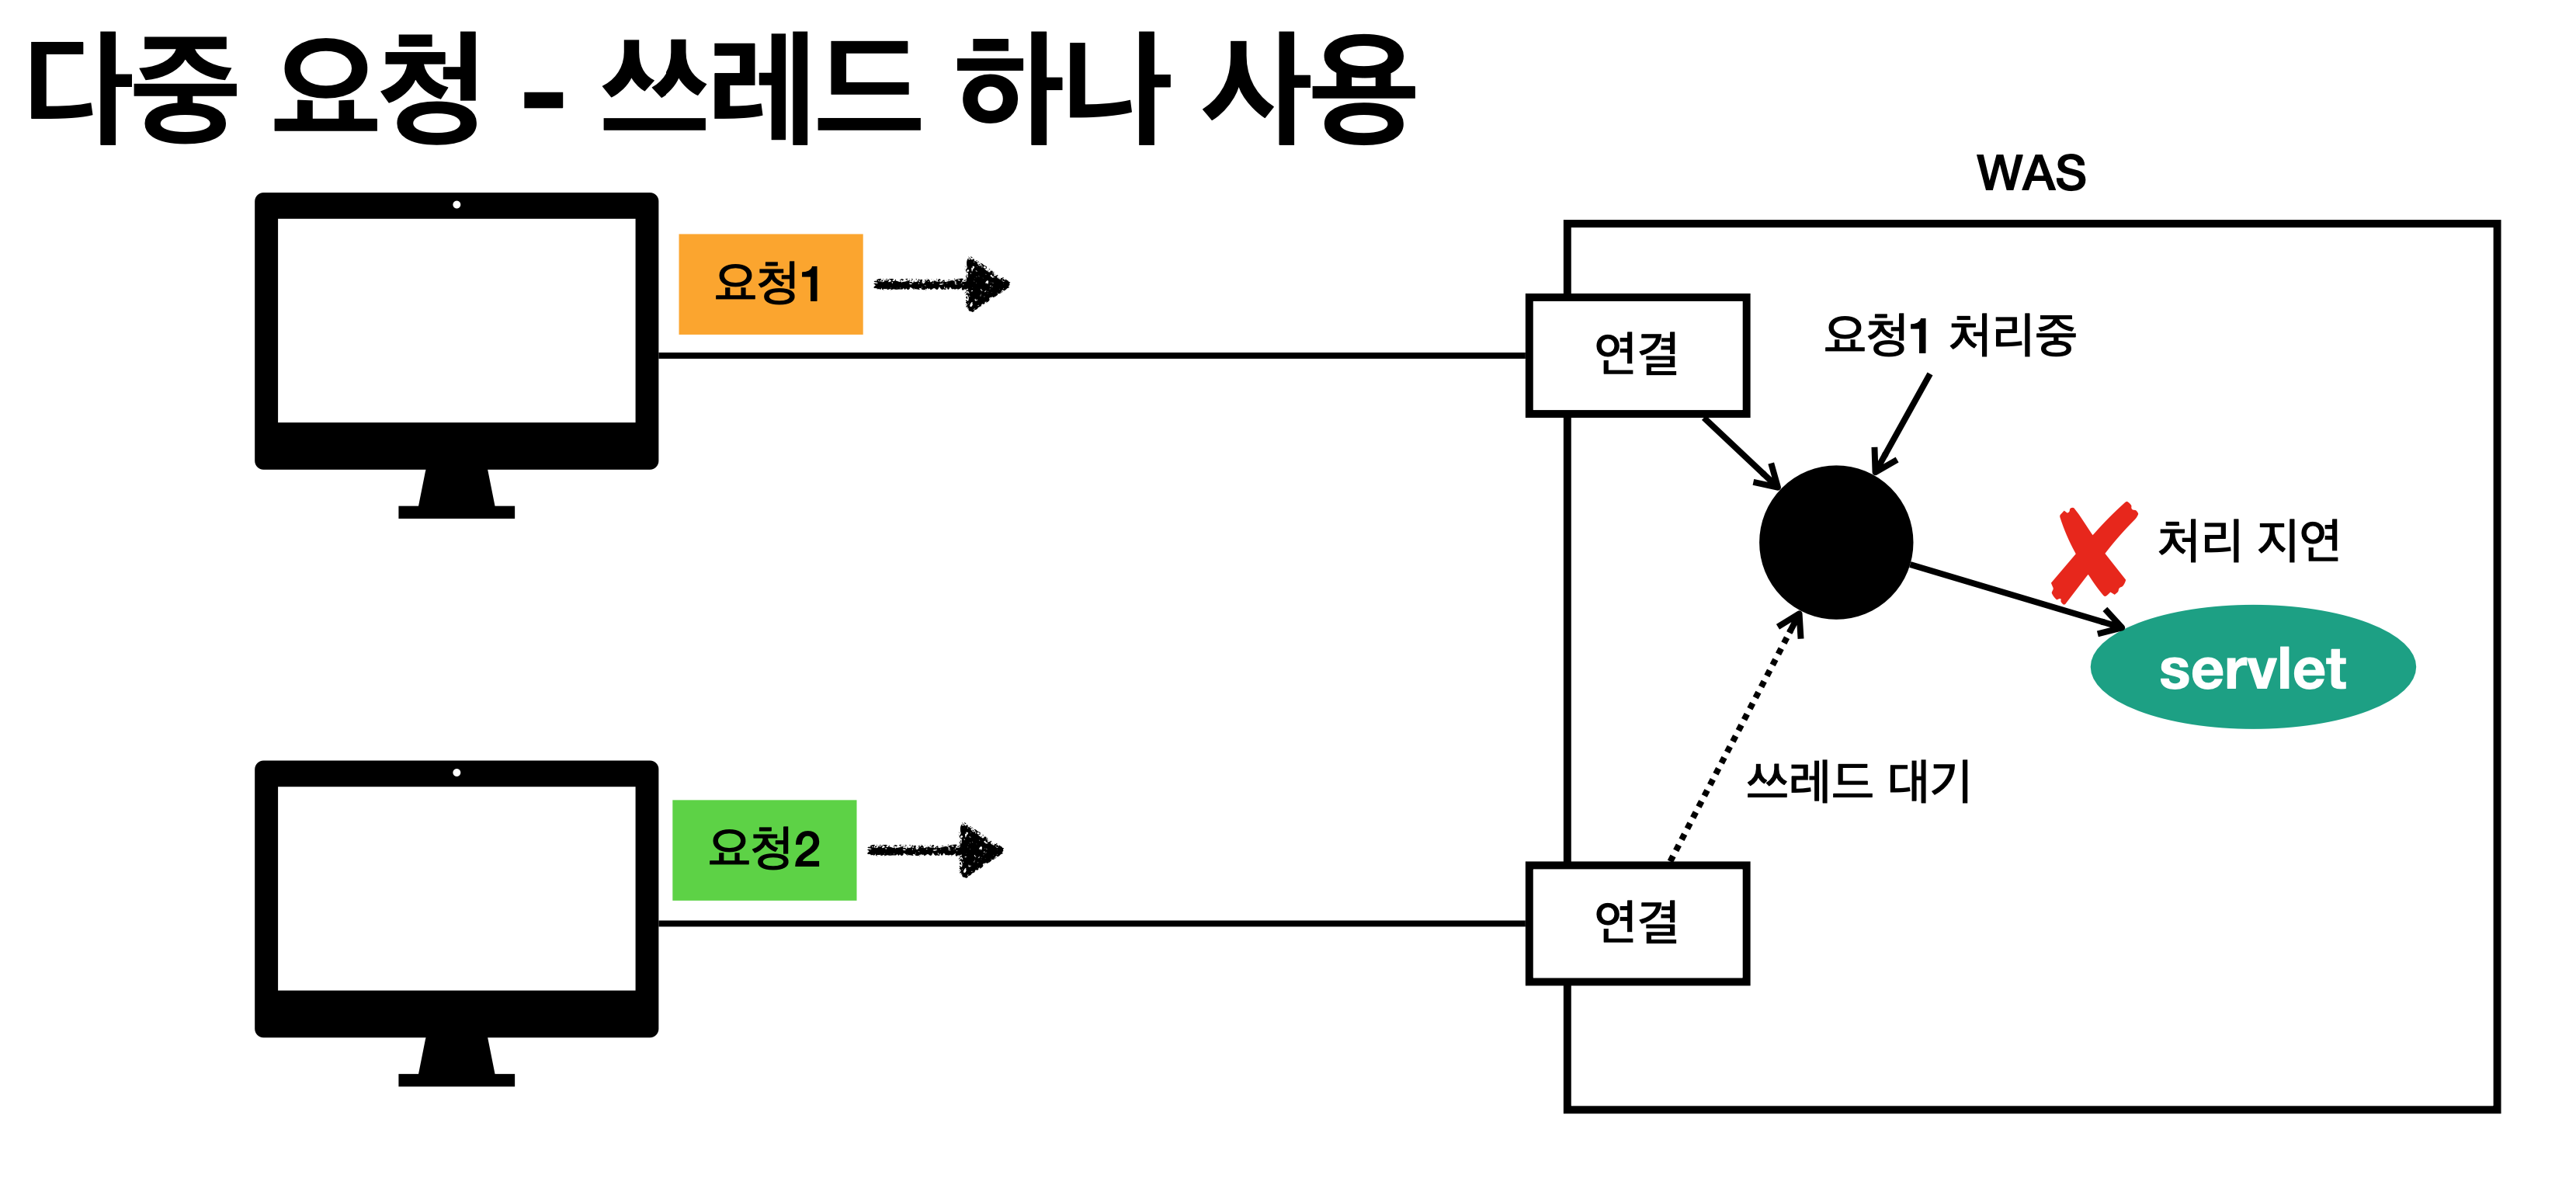 다중 요청 - 쓰레드 하나 사용
WAS
요청1
연결
요청1 처리중
처리 지연
servlet
쓰레드 대기
요청2
연결